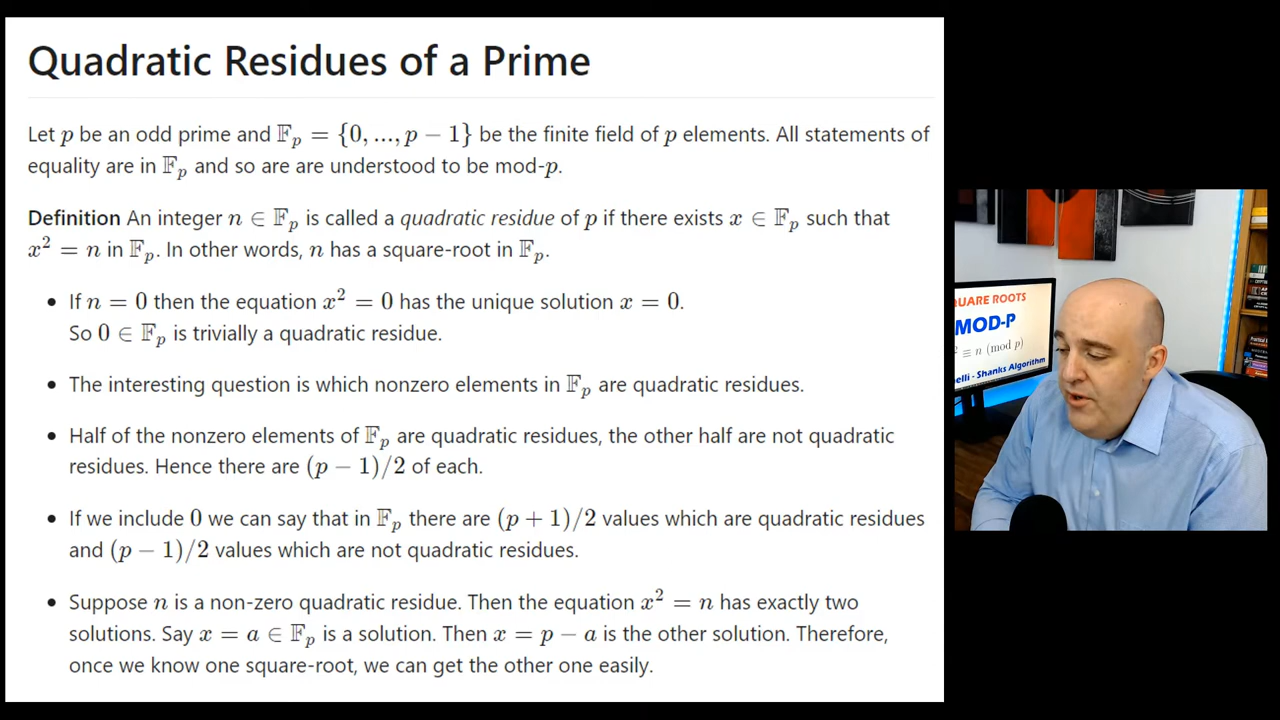 Quadratic Residues of a Prime
Let p be an odd prime and 𝔽ₚ = {0, ..., p − 1} be the finite field of p elements. All statements of
equality are in 𝔽ₚ and so are are understood to be mod-p.
Definition An integer n ∈ 𝔽ₚ is called a quadratic residue of p if there exists x ∈ 𝔽ₚ such that
x² = n in 𝔽ₚ. In other words, n has a square-root in 𝔽ₚ.
• If n = 0 then the equation x² = 0 has the unique solution x = 0.
So 0 ∈ 𝔽ₚ is trivially a quadratic residue.
• The interesting question is which nonzero elements in 𝔽ₚ are quadratic residues.
• Half of the nonzero elements of 𝔽ₚ are quadratic residues, the other half are not quadratic
residues. Hence there are (p − 1)/2 of each.
• If we include 0 we can say that in 𝔽ₚ there are (p + 1)/2 values which are quadratic residues
and (p − 1)/2 values which are not quadratic residues.
• Suppose n is a non-zero quadratic residue. Then the equation x² = n has exactly two
solutions. Say x = a ∈ 𝔽ₚ is a solution. Then x = p − a is the other solution. Therefore,
once we know one square-root, we can get the other one easily.
UARE ROOTS
MOD-P
≡ n (mod p)
elli - Shanks Algorithm